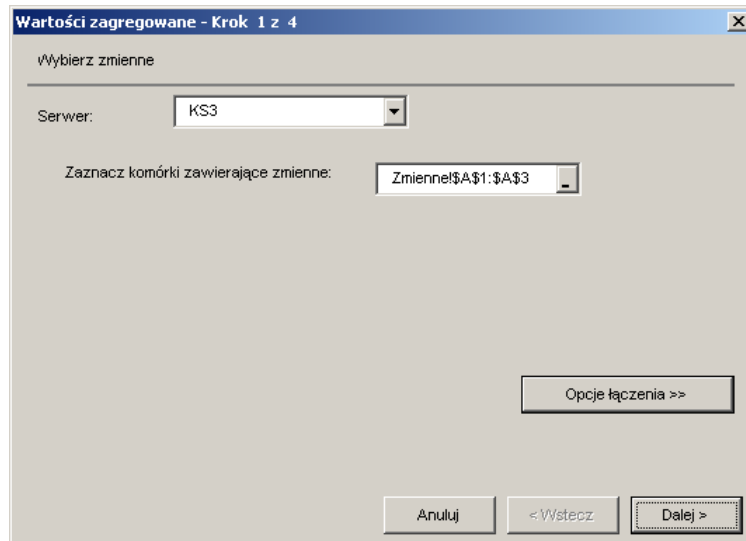 Wartości zagregowane - Krok 1 z 4
Wybierz zmienne
Serwer: KS3
Zaznacz komórki zawierające zmienne: Zmienne!$A$1:$A$3
Opcje łączenia >>
Anuluj < Wstecz Dalej >